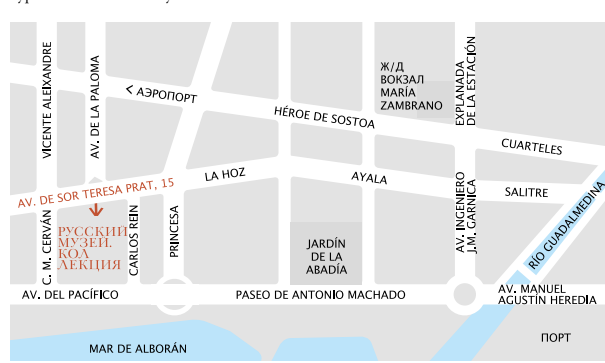 VICENTE ALEIXANDRE
AV. DE LA PALOMA
< АЭРОПОРТ
HÉROE DE SOSTOA
Ж/Д
ВОКЗАЛ
MARÍA
ZAMBRANO
EXPLANADA
DE LA ESTACIÓN
CUARTELES
AV. DE SOR TERESA PRAT, 15
LA HOZ
AYALA
SALITRE
C. M. CERVÁN
РУССКИЙ
МУЗЕЙ.
КОЛ
ЛЕКЦИЯ
CARLOS REIN
PRINCESA
JARDÍN
DE LA
ABADÍA
AV. INGENIERO
J.M. GARNICA
RÍO GUADALMEDINA
AV. DEL PACÍFICO
PASEO DE ANTONIO MACHADO
AV. MANUEL
AGUSTÍN HEREDIA
MAR DE ALBORÁN
ПОРТ